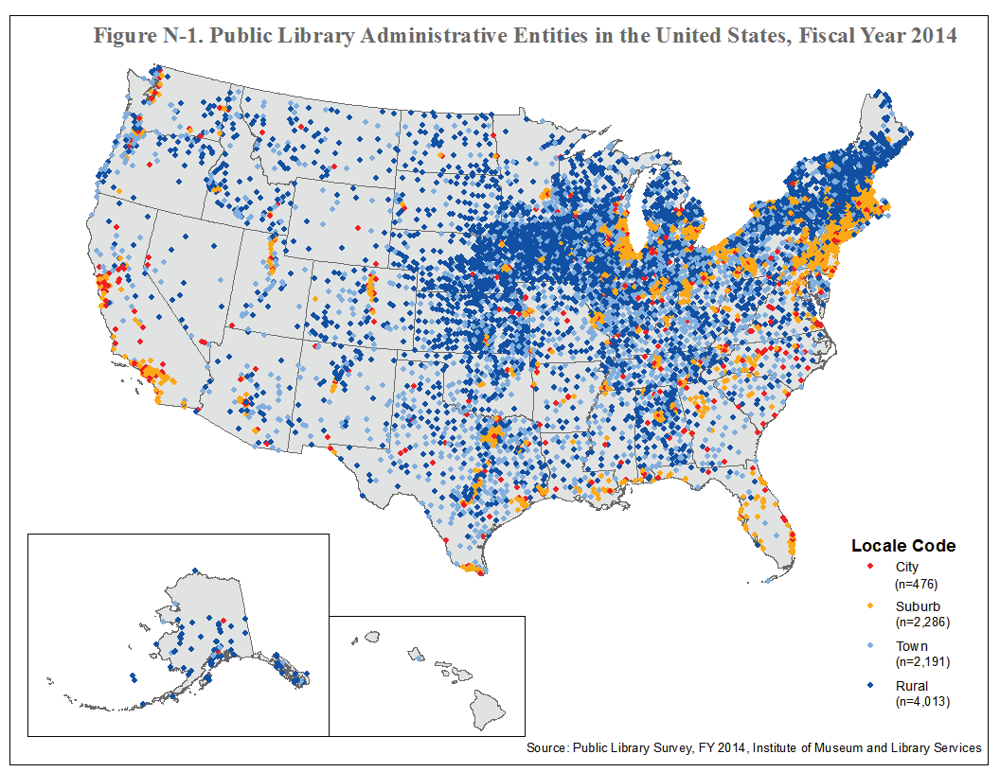 Figure N-1. Public Library Administrative Entities in the United States, Fiscal Year 2014
Locale Code
City
(n=476)
Suburb
(n=2,286)
Town
(n=2,191)
Rural
(n=4,013)
Source: Public Library Survey, FY 2014, Institute of Museum and Library Services